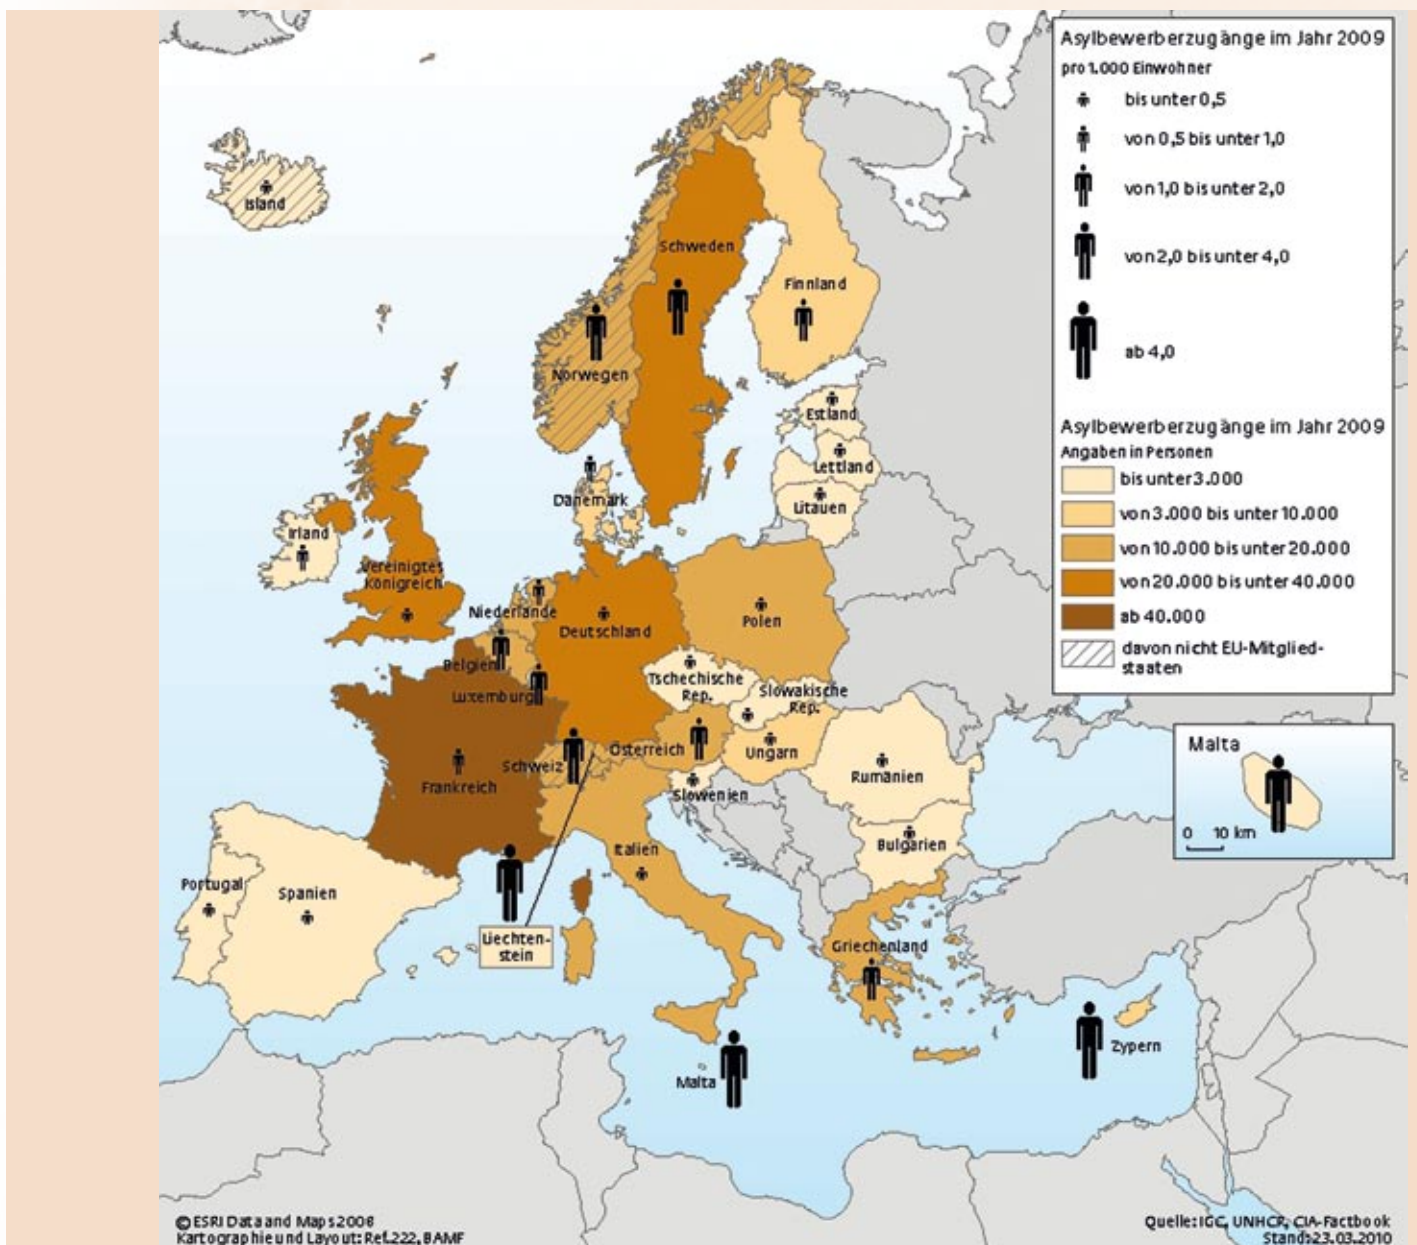 Asylbewerberzugänge im Jahr 2009
pro 1.000 Einwohner
bis unter 0,5
von 0,5 bis unter 1,0
von 1,0 bis unter 2,0
von 2,0 bis unter 4,0
ab 4,0
Asylbewerberzugänge im Jahr 2009
Angaben in Personen
bis unter 3.000
von 3.000 bis unter 10.000
von 10.000 bis unter 20.000
von 20.000 bis unter 40.000
ab 40.000
davon nicht EU-Mitglied-
staaten
Island
Schweden
Finnland
Norwegen
Estland
Lettland
Litauen
Dänemark
Irland
Vereinigtes
Königreich
Niederlande
Deutschland
Polen
Belgien
Luxemburg
Tschechische
Rep.
Slowakische
Rep.
Österreich
Ungarn
Schweiz
Frankreich
Slowenien
Rumänien
Bulgarien
Italien
Portugal
Spanien
Liechten-
stein
Griechenland
Malta
Zypern
Malta
0 10 km
© ESRI Data and Maps 2008
Kartographie und Layout: Ref.222, BAMF
Quelle: IGC, UNHCR, CIA-Factbook
Stand:23.03.2010